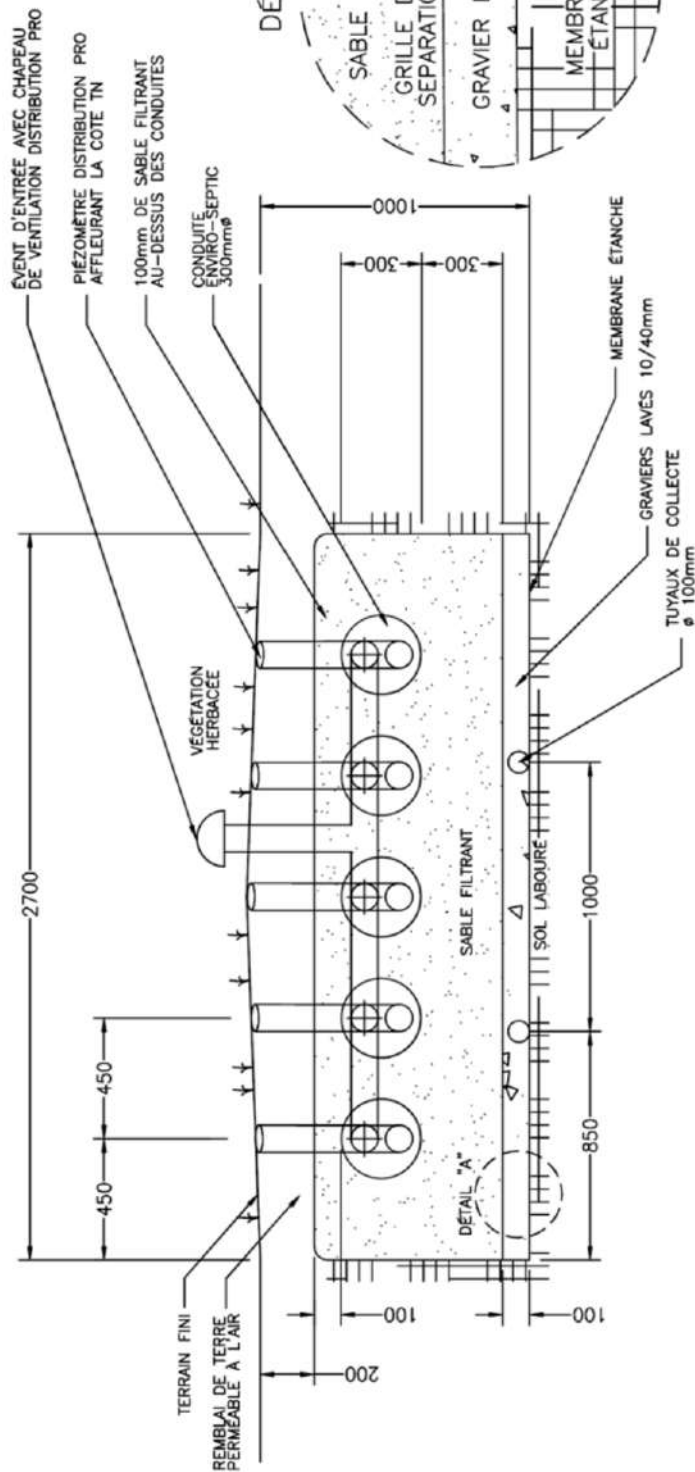 ÉVENT D'ENTRÉE AVEC CHAPEAU
DE VENTILATION DISTRIBUTION PRO
PIÉZOMÈTRE DISTRIBUTION PRO
AFFLEURANT LA COTE TN
100mm DE SABLE FILTRANT
AU-DESSUS DES CONDUITES
CONDUITE
ENVIRO-SEPTIC
300mmø
2700
450
450
TERRAIN FINI
REMBLAI DE TERRE
PERMÉABLE À L'AIR
VÉGÉTATION
HERBACÉE
200
100
100
1000
300
300
SABLE FILTRANT
DÉTAIL "A"
SOL LABOURÉ
850
1000
MEMBRANE ÉTANCHE
GRAVIERS LAVÉS 10/40mm
TUYAUX DE COLLECTE
ø 100mm
DÉ
SABLE
GRILLE D
SEPARATIO
GRAVIER
MEMBR
ÉTAN